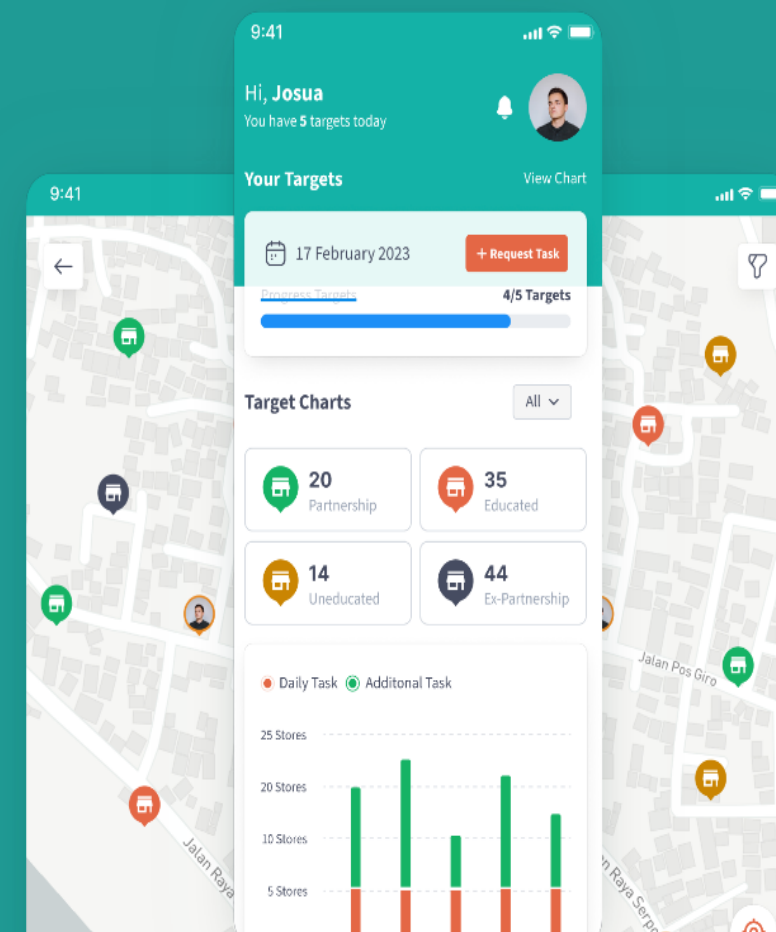 9:41
Hi, Josua
You have 5 targets today
Your Targets
View Chart
17 February 2023
+ Request Task
Progress Targets
4/5 Targets
Target Charts
All
20
Partnership
35
Educated
14
Uneducated
44
Ex-Partnership
Daily Task
Additonal Task
25 Stores
20 Stores
10 Stores
5 Stores
9:41
Jalan Raya
Jalan Pos Giro
n Raya Serpo